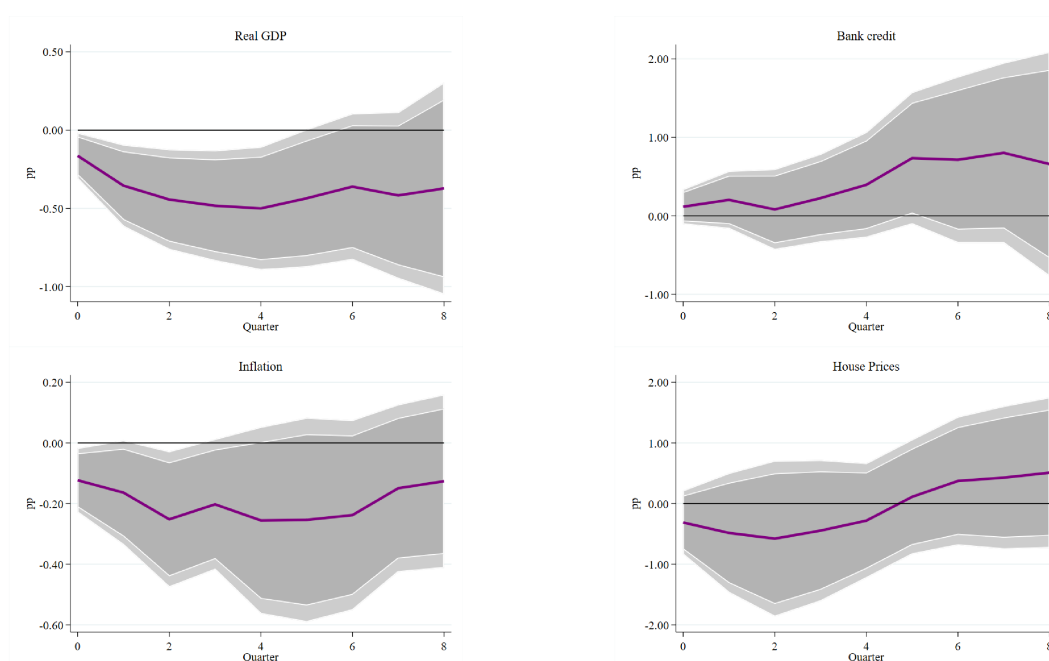 Real GDP
0.50
0.00
-0.50
-1.00
pp
0 2 4 6 8
Quarter
Bank credit
2.00
1.00
0.00
-1.00
pp
0 2 4 6 8
Quarter
Inflation
0.20
0.00
-0.20
-0.40
-0.60
pp
0 2 4 6 8
Quarter
House Prices
2.00
1.00
0.00
-1.00
-2.00
pp
0 2 4 6 8
Quarter